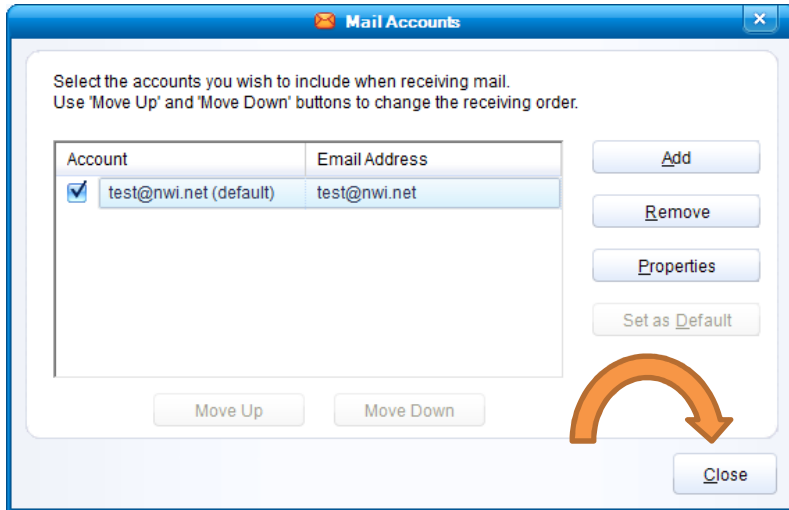 Mail Accounts
Select the accounts you wish to include when receiving mail.
Use 'Move Up' and 'Move Down' buttons to change the receiving order.
Account Email Address
test@nwi.net (default) test@nwi.net
Add
Remove
Properties
Set as Default
Move Up Move Down
Close